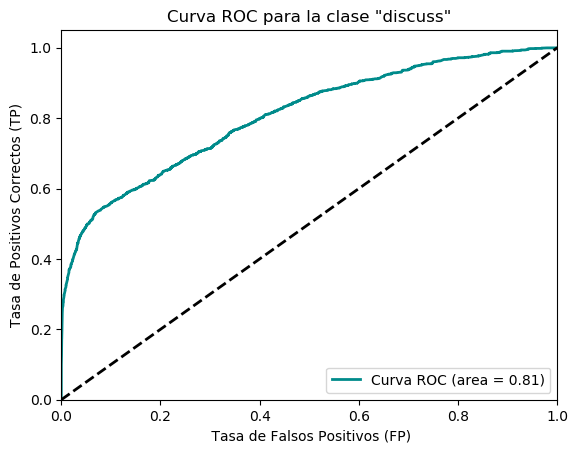 Curva ROC para la clase "discuss"
1.0
0.8
0.6
0.4
0.2
0.0
Tasa de Positivos Correctos (TP)
Curva ROC (area = 0.81)
0.0 0.2 0.4 0.6 0.8 1.0
Tasa de Falsos Positivos (FP)